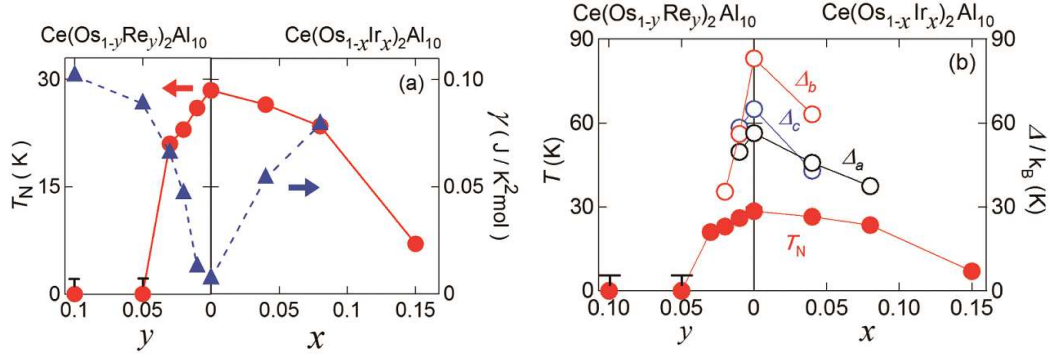 Ce(Os1-yRey)2Al10 Ce(Os1-xIrx)2Al10
(a)
30
15
0
TN ( K )
0.10
0.05
0
γ ( J / K2mol )
0.1 0.05 0 0.05 0.10 0.15
y x
Ce(Os1-yRey)2Al10 Ce(Os1-xIrx)2Al10
(b)
90
60
30
0
T (K)
90
60
30
0
Δ / kB (K)
Δb
Δc
Δa
TN
0.10 0.05 0 0.05 0.10 0.15
y x